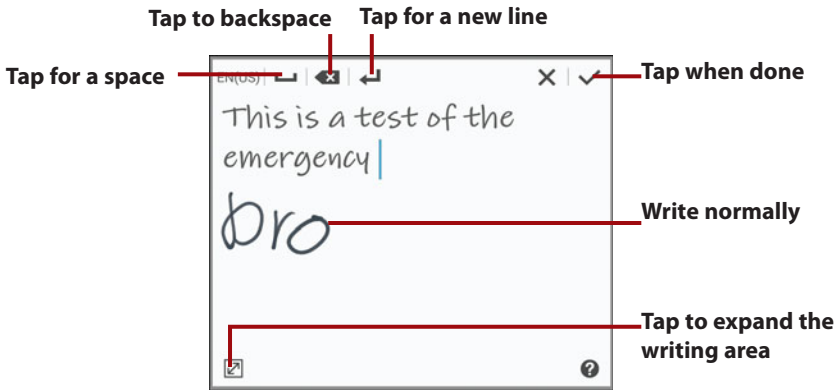 Tap to backspace
Tap for a new line
Tap for a space
EN(US)
Tap when done
This is a test of the
emergency
bro
Write normally
Tap to expand the
writing area
?